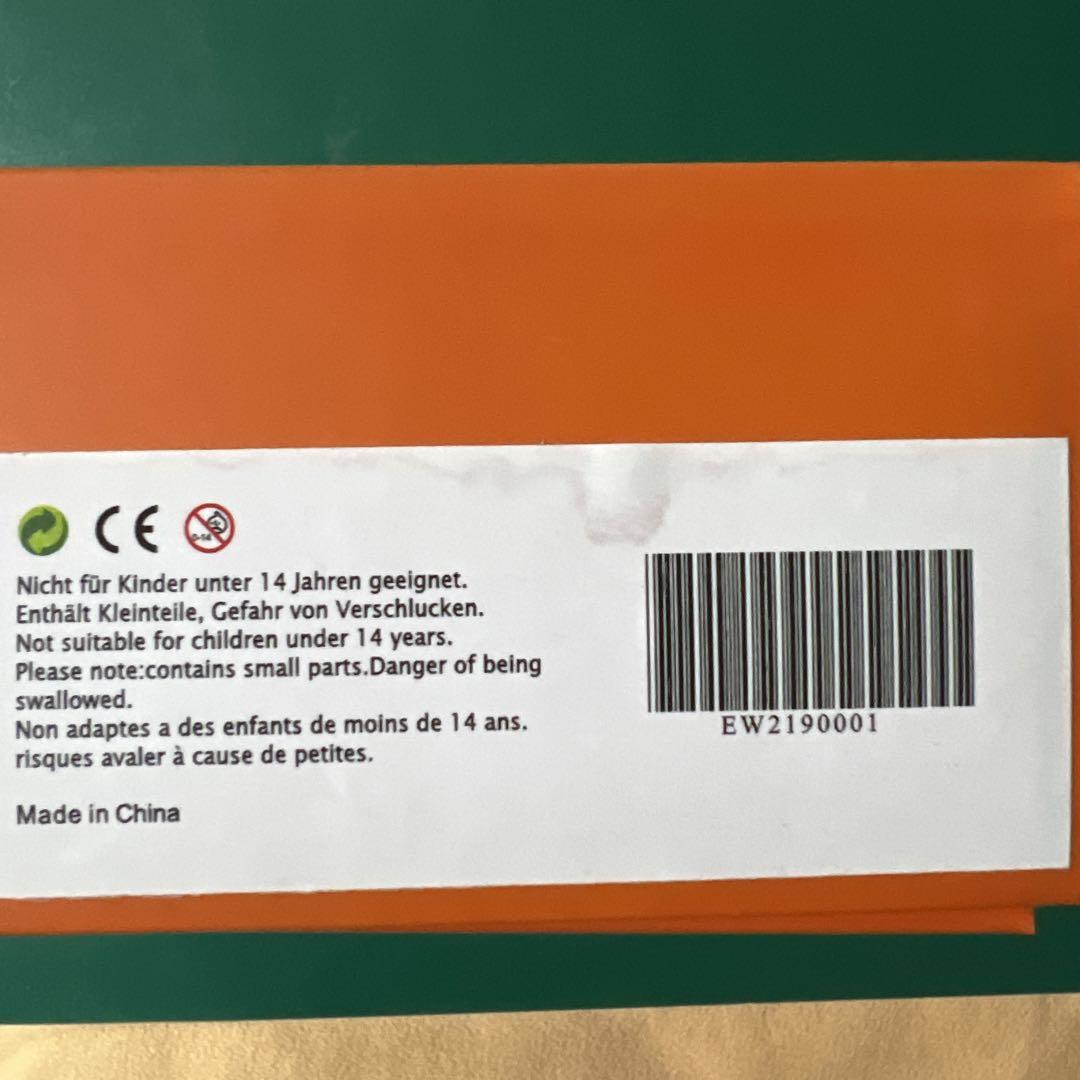 CE
0-14
Nicht für Kinder unter 14 Jahren geeignet.
Enthält Kleinteile, Gefahr von Verschlucken.
Not suitable for children under 14 years.
Please note:contains small parts.Danger of being
swallowed.
Non adaptes a des enfants de moins de 14 ans.
risques avaler à cause de petites.
Made in China
EW2190001